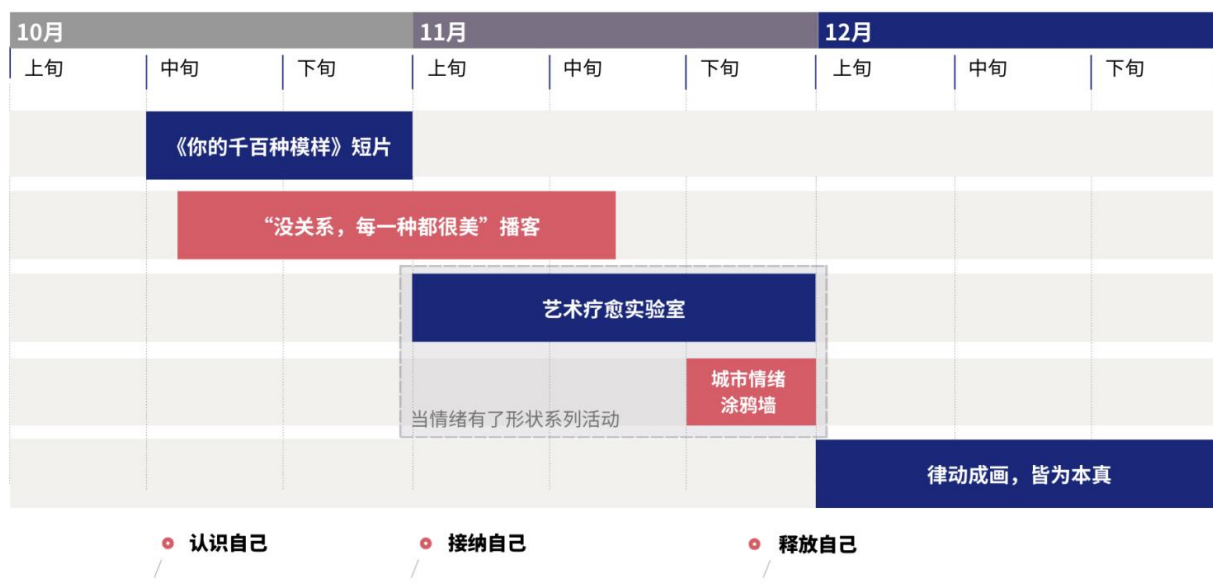 10月 11月 12月
上旬 中旬 下旬 上旬 中旬 下旬 上旬 中旬 下旬
《你的千百种模样》短片
“没关系，每一种都很美”播客
艺术疗愈实验室
城市情绪
涂鸦墙
当情绪有了形状系列活动
律动成画，皆为本真
认识自己 接纳自己 释放自己